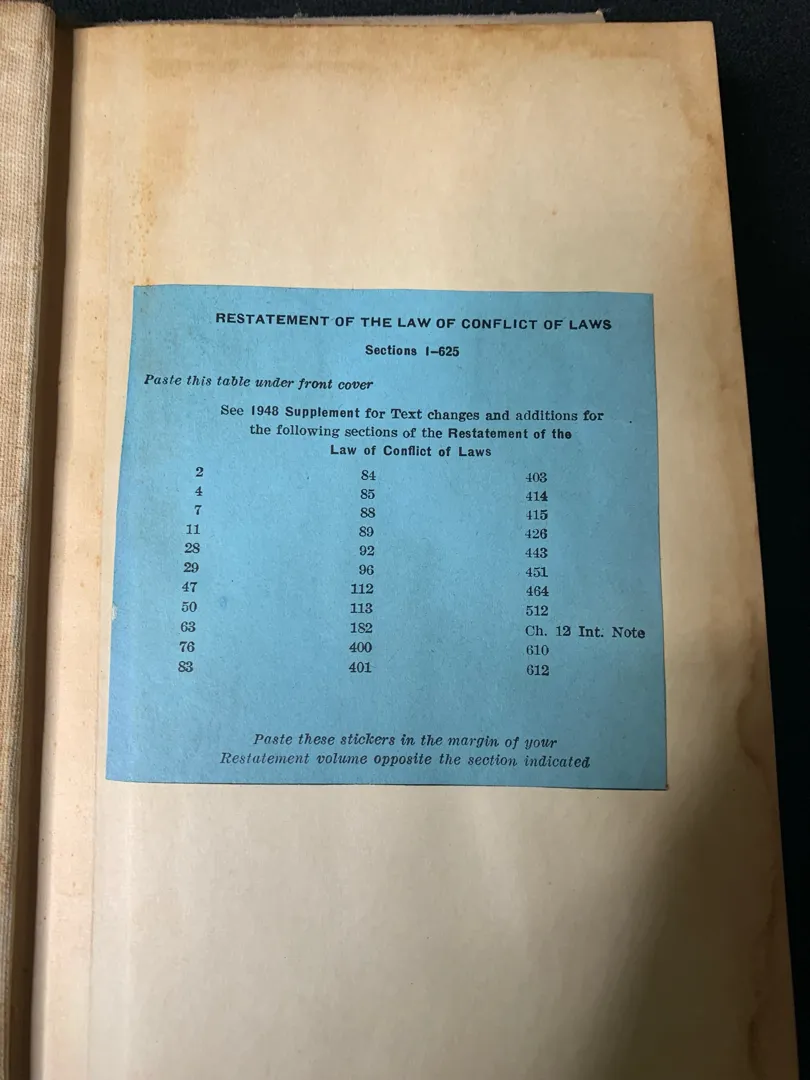 RESTATEMENT OF THE LAW OF CONFLICT OF LAWS
Sections 1–625
Paste this table under front cover
See 1948 Supplement for Text changes and additions for
the following sections of the Restatement of the
Law of Conflict of Laws
2 84 403
4 85 414
7 88 415
11 89 426
28 92 443
29 96 451
47 112 464
50 113 512
63 182 Ch. 12 Int. Note
76 400 610
83 401 612
Paste these stickers in the margin of your
Restatement volume opposite the section indicated